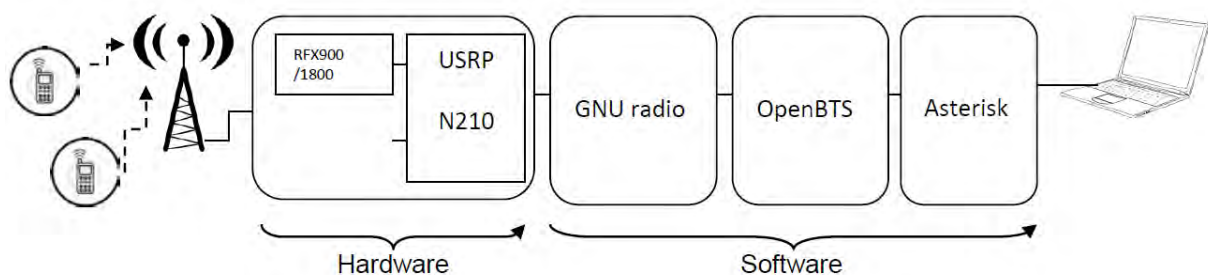 RFX900
/1800
USRP
N210
GNU radio
OpenBTS
Asterisk
Hardware
Software